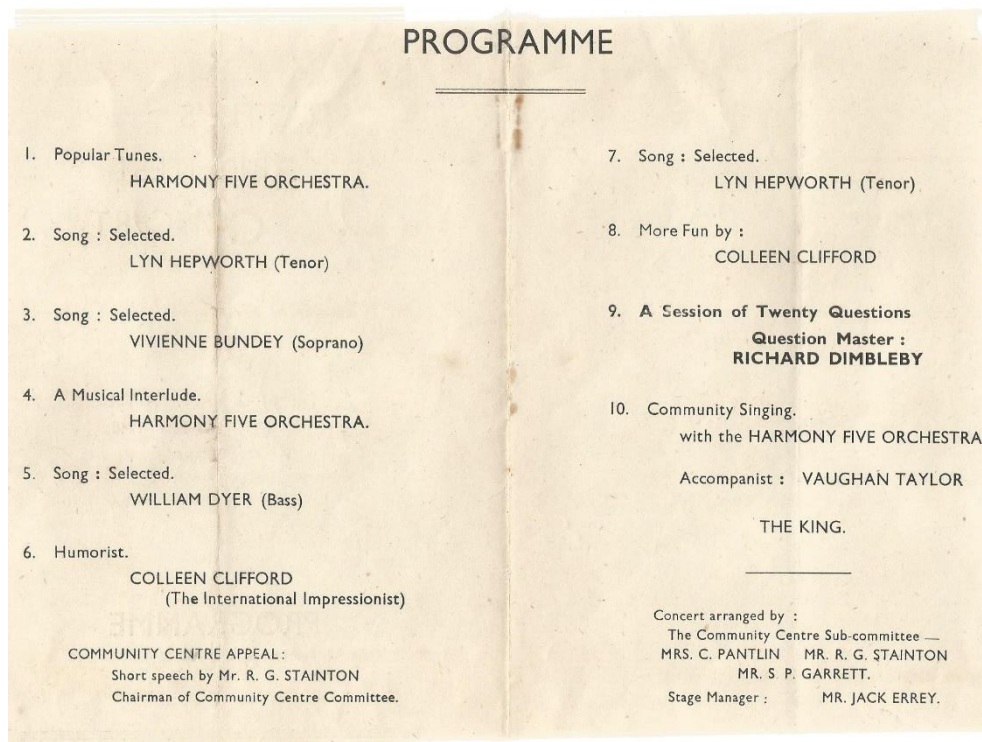 PROGRAMME
1. Popular Tunes.
HARMONY FIVE ORCHESTRA.
2. Song : Selected.
LYN HEPWORTH (Tenor)
3. Song : Selected.
VIVIENNE BUNDEY (Soprano)
4. A Musical Interlude.
HARMONY FIVE ORCHESTRA.
5. Song : Selected.
WILLIAM DYER (Bass)
6. Humorist.
COLLEEN CLIFFORD
(The International Impressionist)
COMMUNITY CENTRE APPEAL :
Short speech by Mr. R. G. STAINTON
Chairman of Community Centre Committee.
7. Song : Selected.
LYN HEPWORTH (Tenor)
8. More Fun by :
COLLEEN CLIFFORD
9. A Session of Twenty Questions
Question Master :
RICHARD DIMBLEBY
10. Community Singing.
with the HARMONY FIVE ORCHESTRA
Accompanist : VAUGHAN TAYLOR
THE KING.
Concert arranged by :
The Community Centre Sub-committee —
MRS. C. PANTLIN MR. R. G. STAINTON
MR. S. P. GARRETT.
Stage Manager : MR. JACK ERREY.